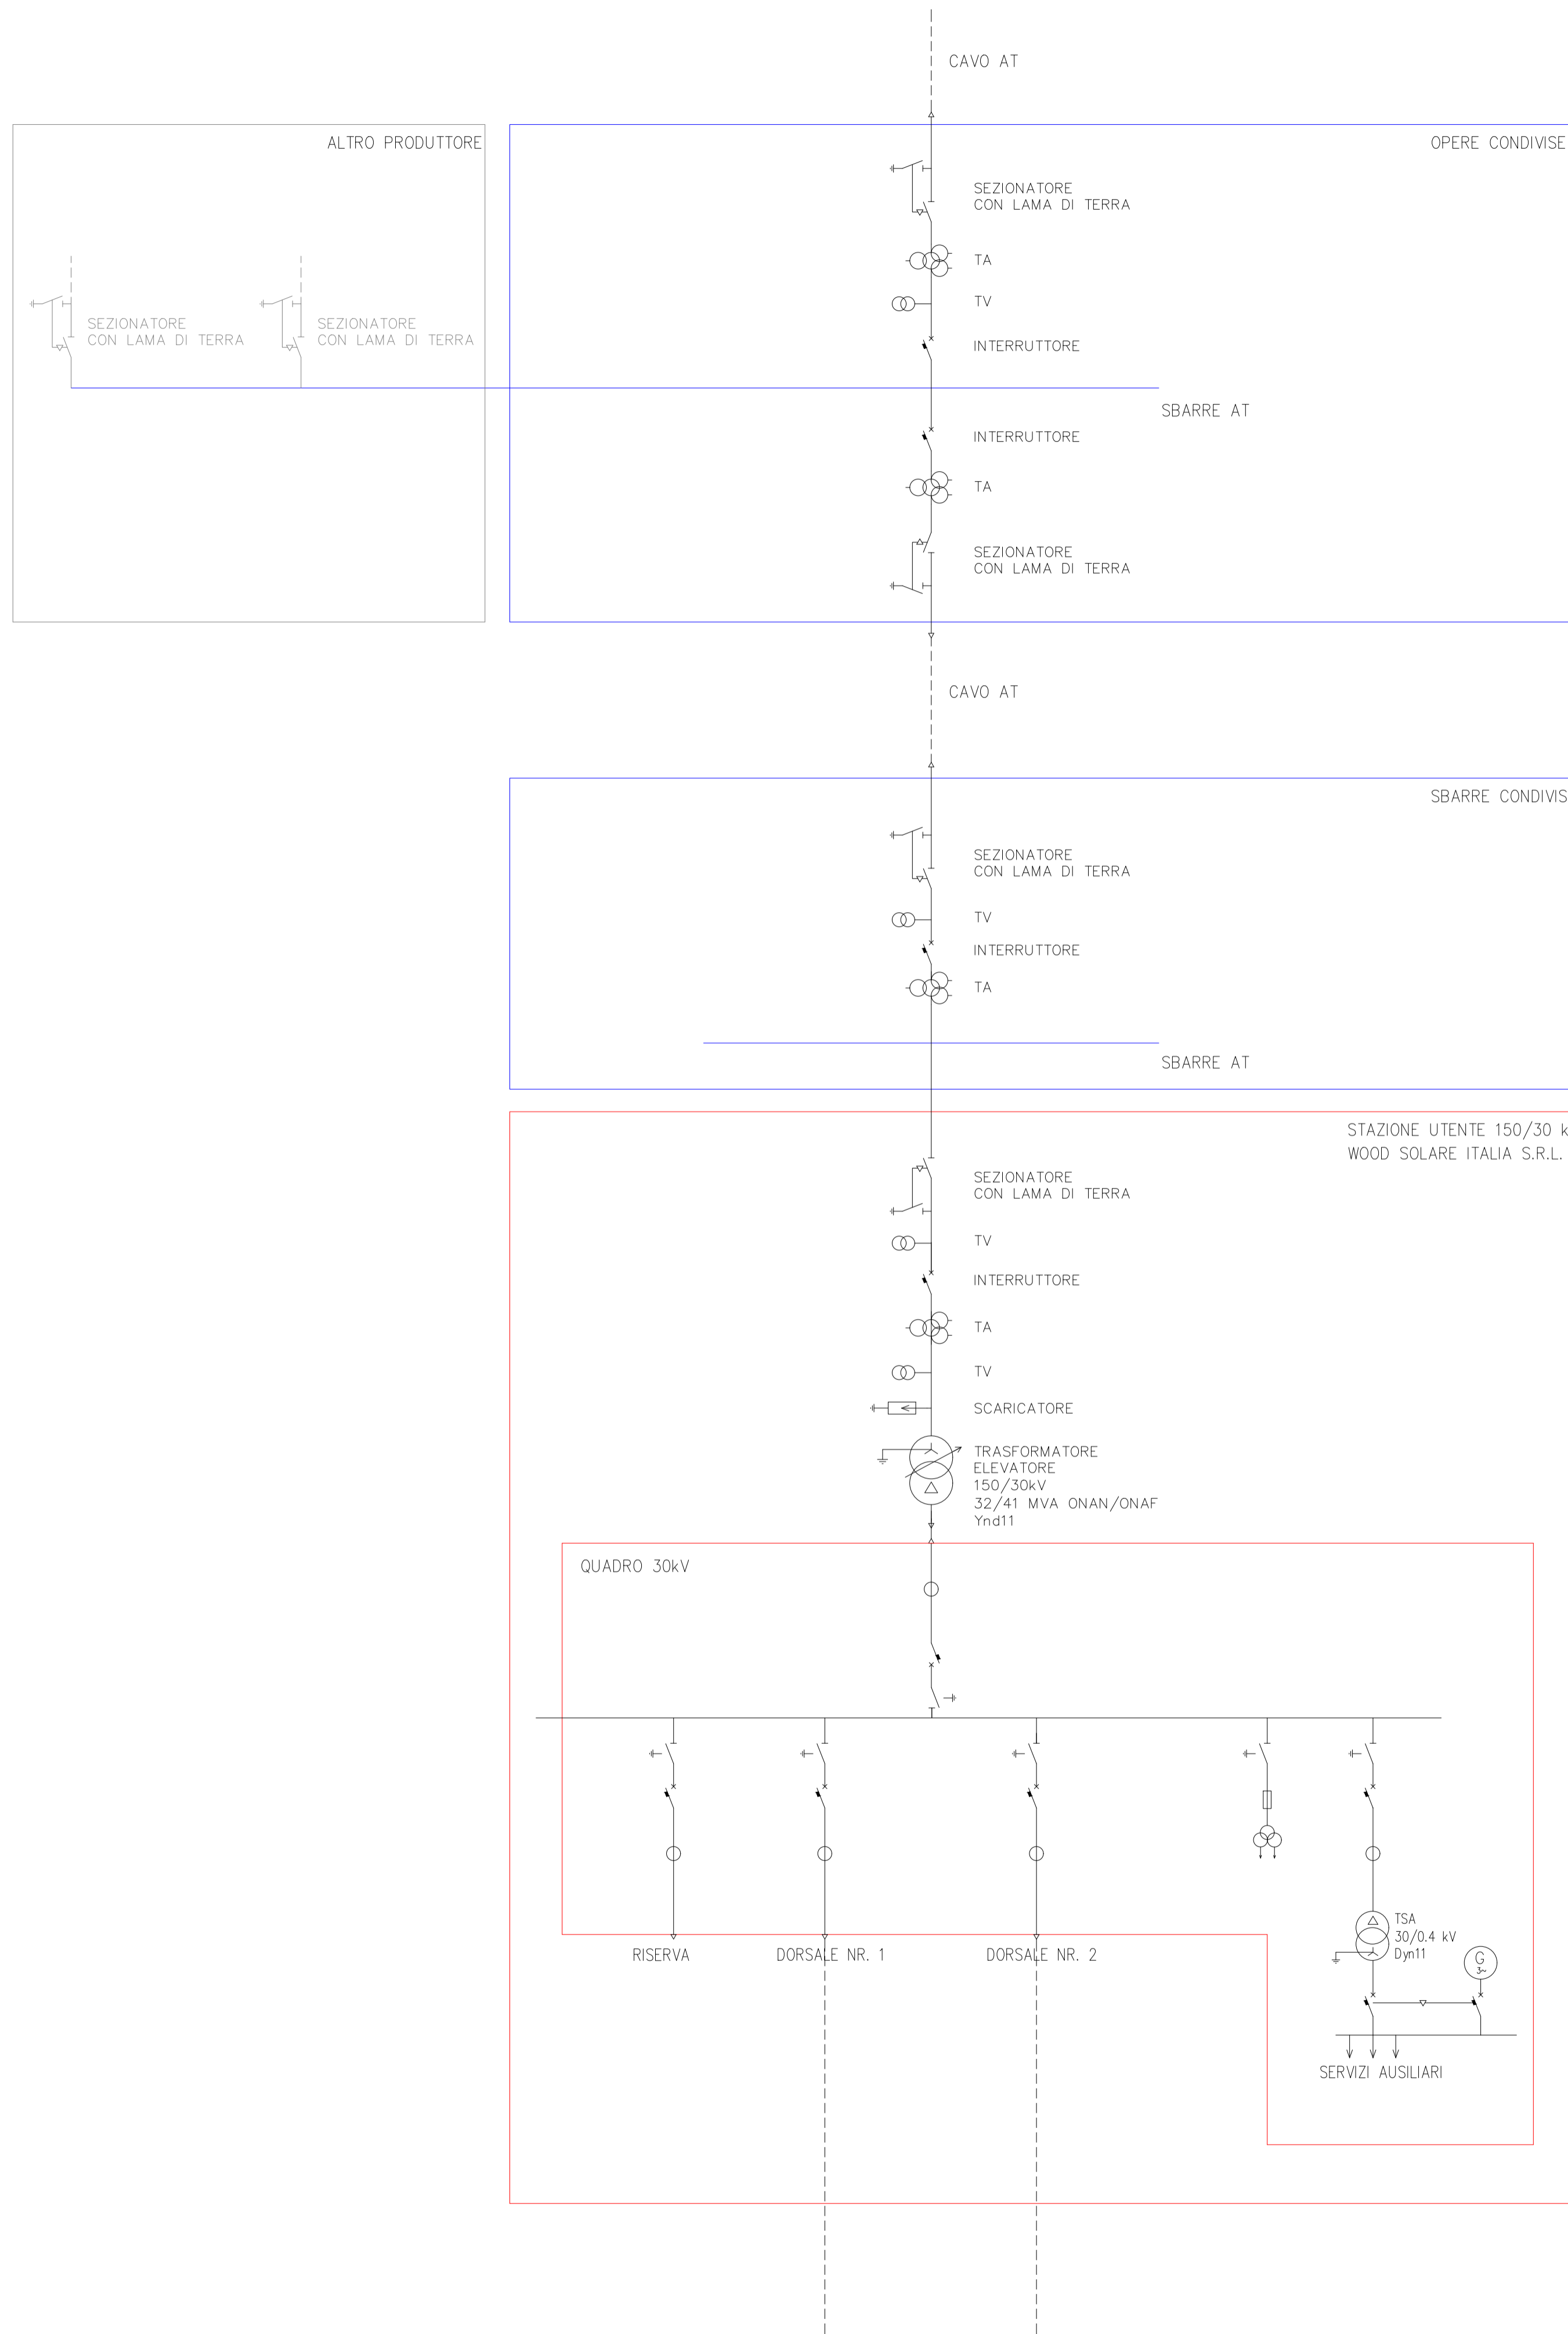 CAVO AT
ALTRO PRODUTTORE
OPERE CONDIVISE
SEZIONATORE
CON LAMA DI TERRA
TA
TV
SEZIONATORE
CON LAMA DI TERRA
SEZIONATORE
CON LAMA DI TERRA
INTERRUTTORE
SBARRE AT
INTERRUTTORE
TA
SEZIONATORE
CON LAMA DI TERRA
CAVO AT
SBARRE CONDIVIS
SEZIONATORE
CON LAMA DI TERRA
TV
INTERRUTTORE
TA
SBARRE AT
STAZIONE UTENTE 150/30 k
WOOD SOLARE ITALIA S.R.L.
SEZIONATORE
CON LAMA DI TERRA
TV
INTERRUTTORE
TA
TV
SCARICATORE
TRASFORMATORE
ELEVATORE
150/30kV
32/41 MVA ONAN/ONAF
Ynd11
QUADRO 30kV
TSA
30/0.4 kV
Dyn11
G
3~
RISERVA
DORSALE NR. 1
DORSALE NR. 2
SERVIZI AUSILIARI